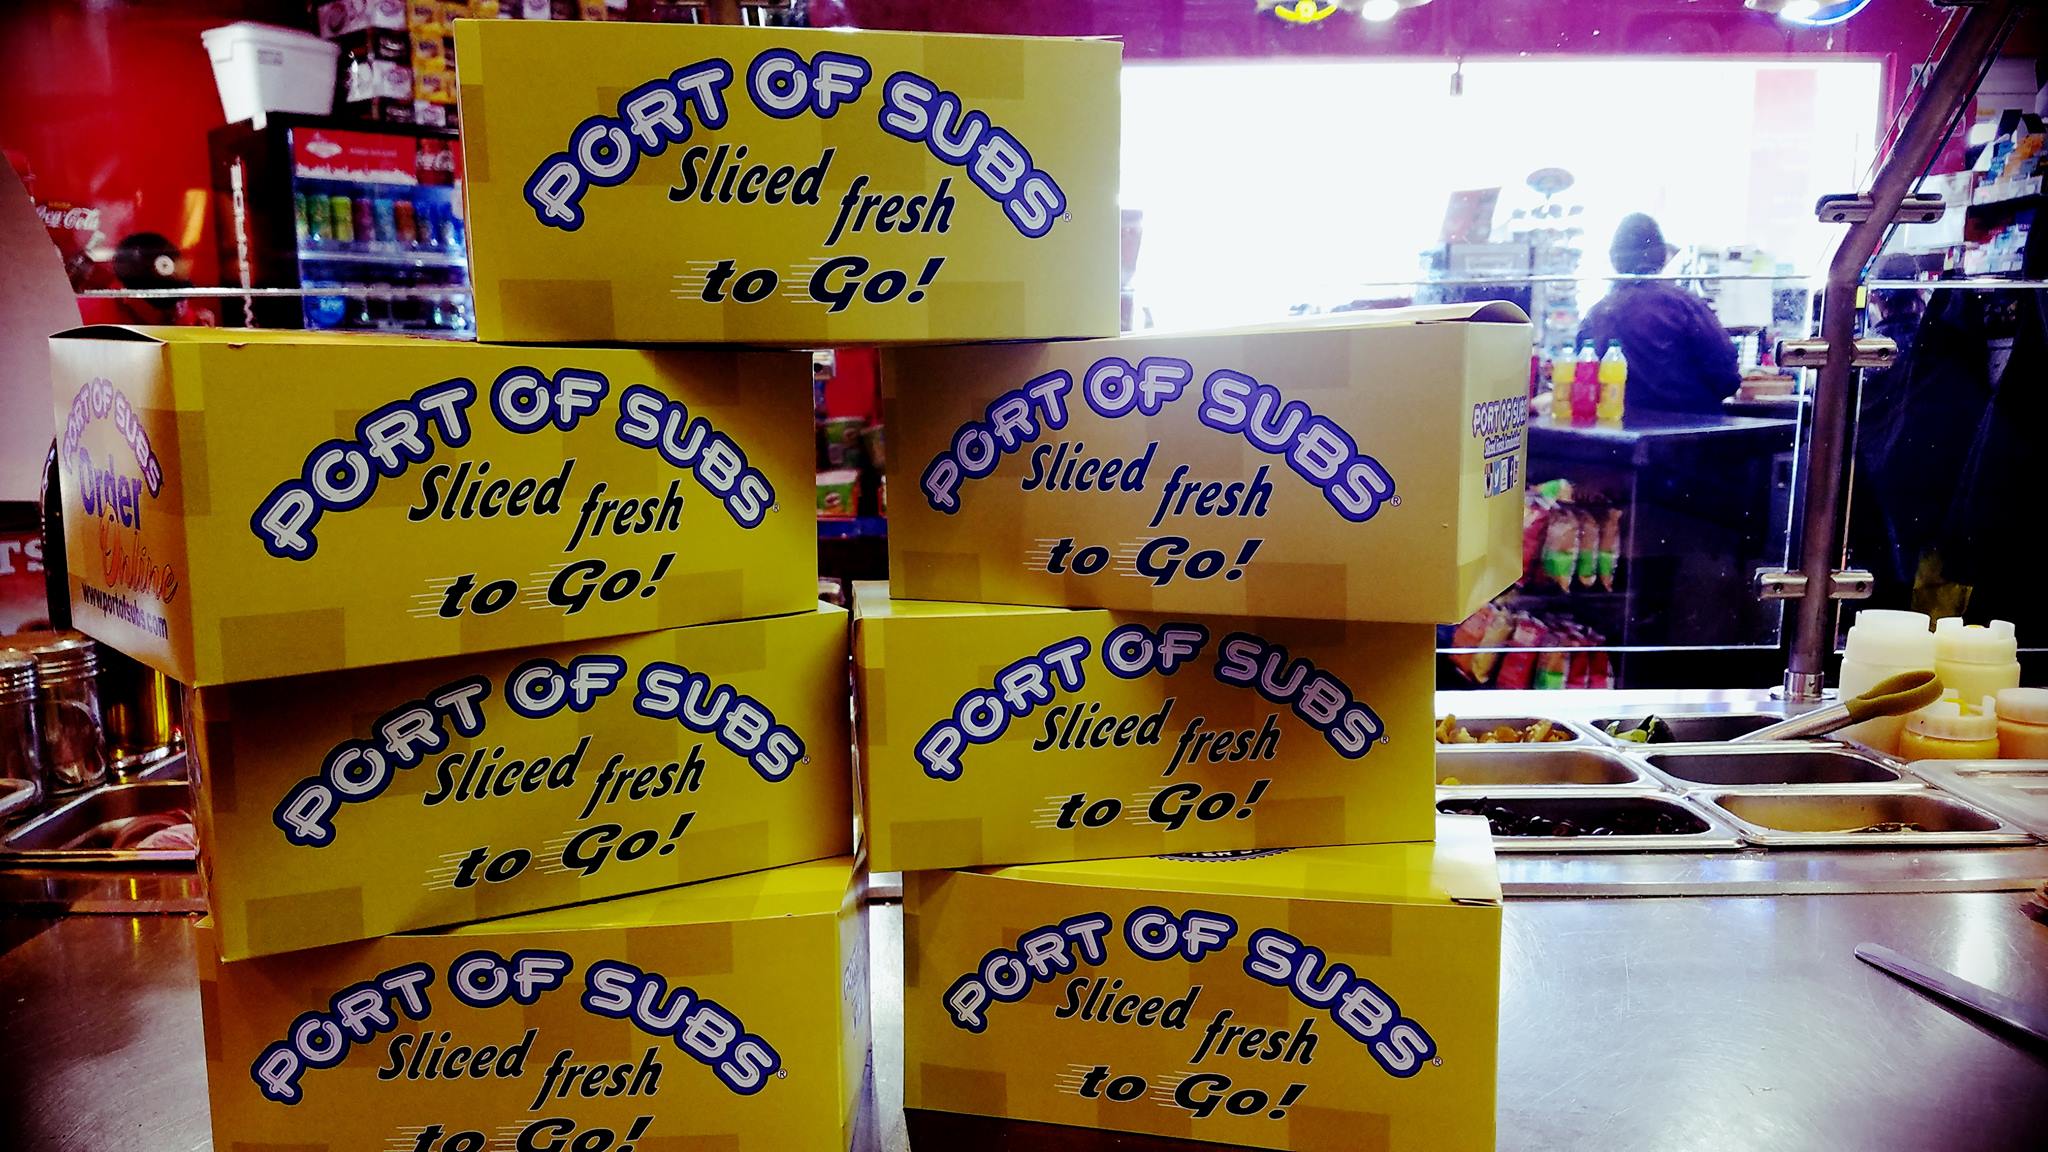 PORT OF SUBS®
Sliced fresh
to Go!
PORT OF SUBS
Order
Online
www.portofsubs.com
PORT OF SUBS®
Sliced fresh
to Go!
PORT OF SUBS®
Sliced fresh
to Go!
PORT OF SUBS
PORT OF SUBS®
Sliced fresh
to Go!
PORT OF SUBS®
Sliced fresh
to Go!
PORT OF SUBS®
Sliced fresh
to Go!
PORT OF SUBS®
Sliced fresh
to Go!
Coca-Cola